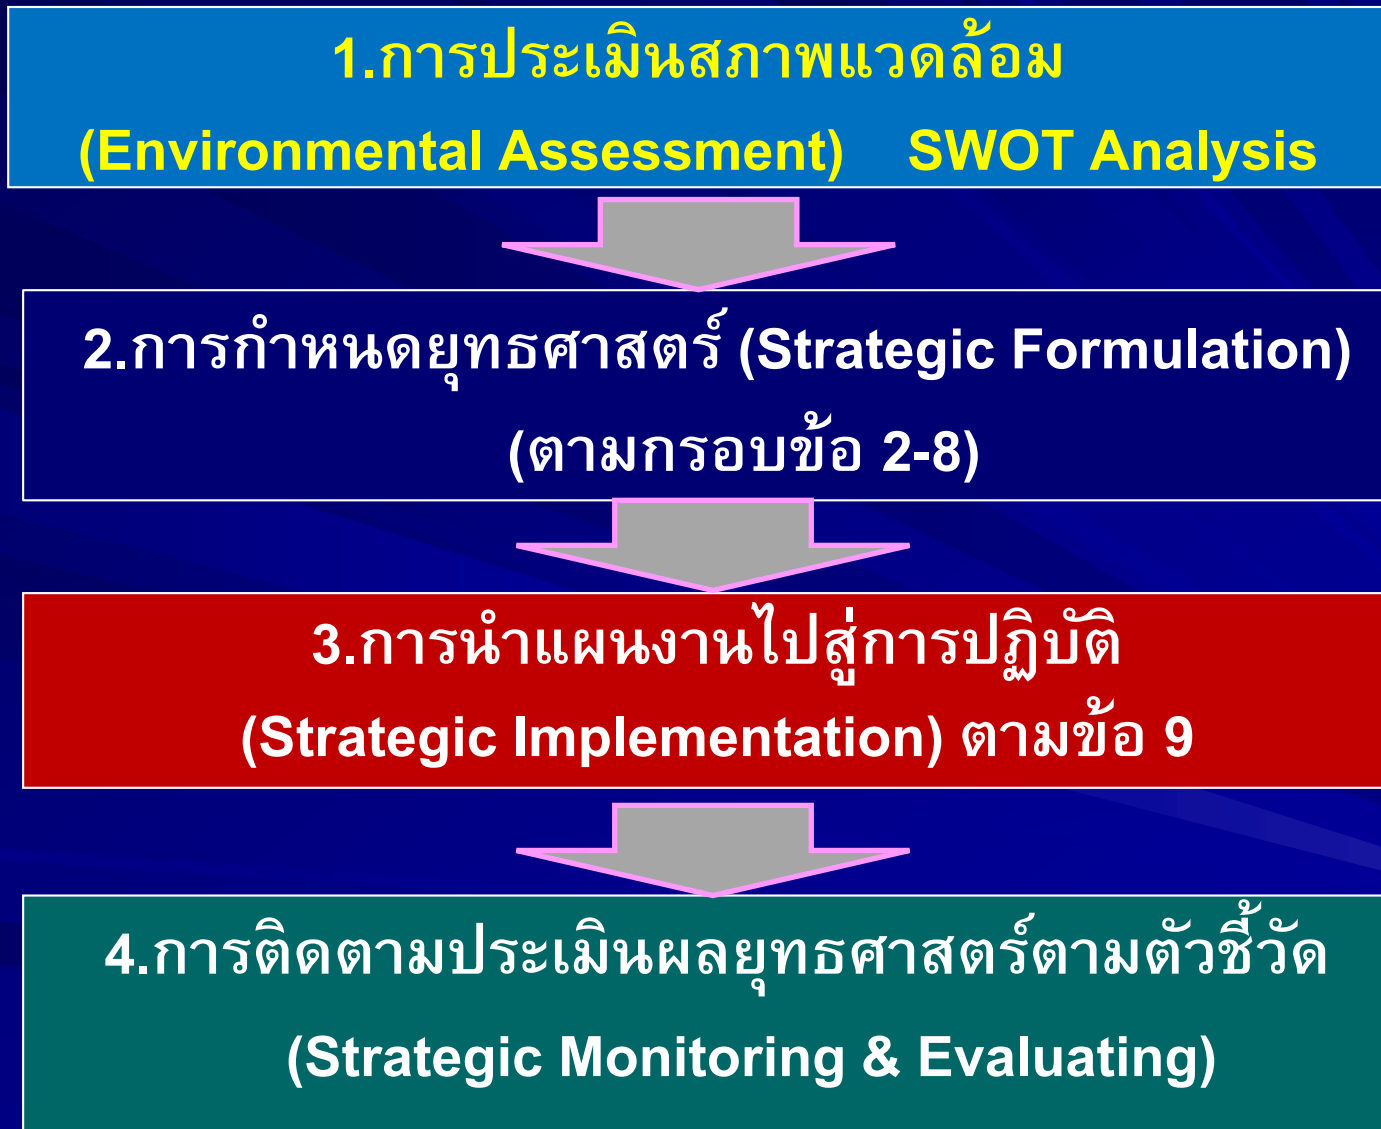 1.การประเมินสภาพแวดล้อม
(Environmental Assessment) SWOT Analysis
2.การกำหนดยุทธศาสตร์ (Strategic Formulation)
(ตามกรอบข้อ 2-8)
3.การนำแผนงานไปสู่การปฏิบัติ
(Strategic Implementation) ตามข้อ 9
4.การติดตามประเมินผลยุทธศาสตร์ตามตัวชี้วัด
(Strategic Monitoring & Evaluating)